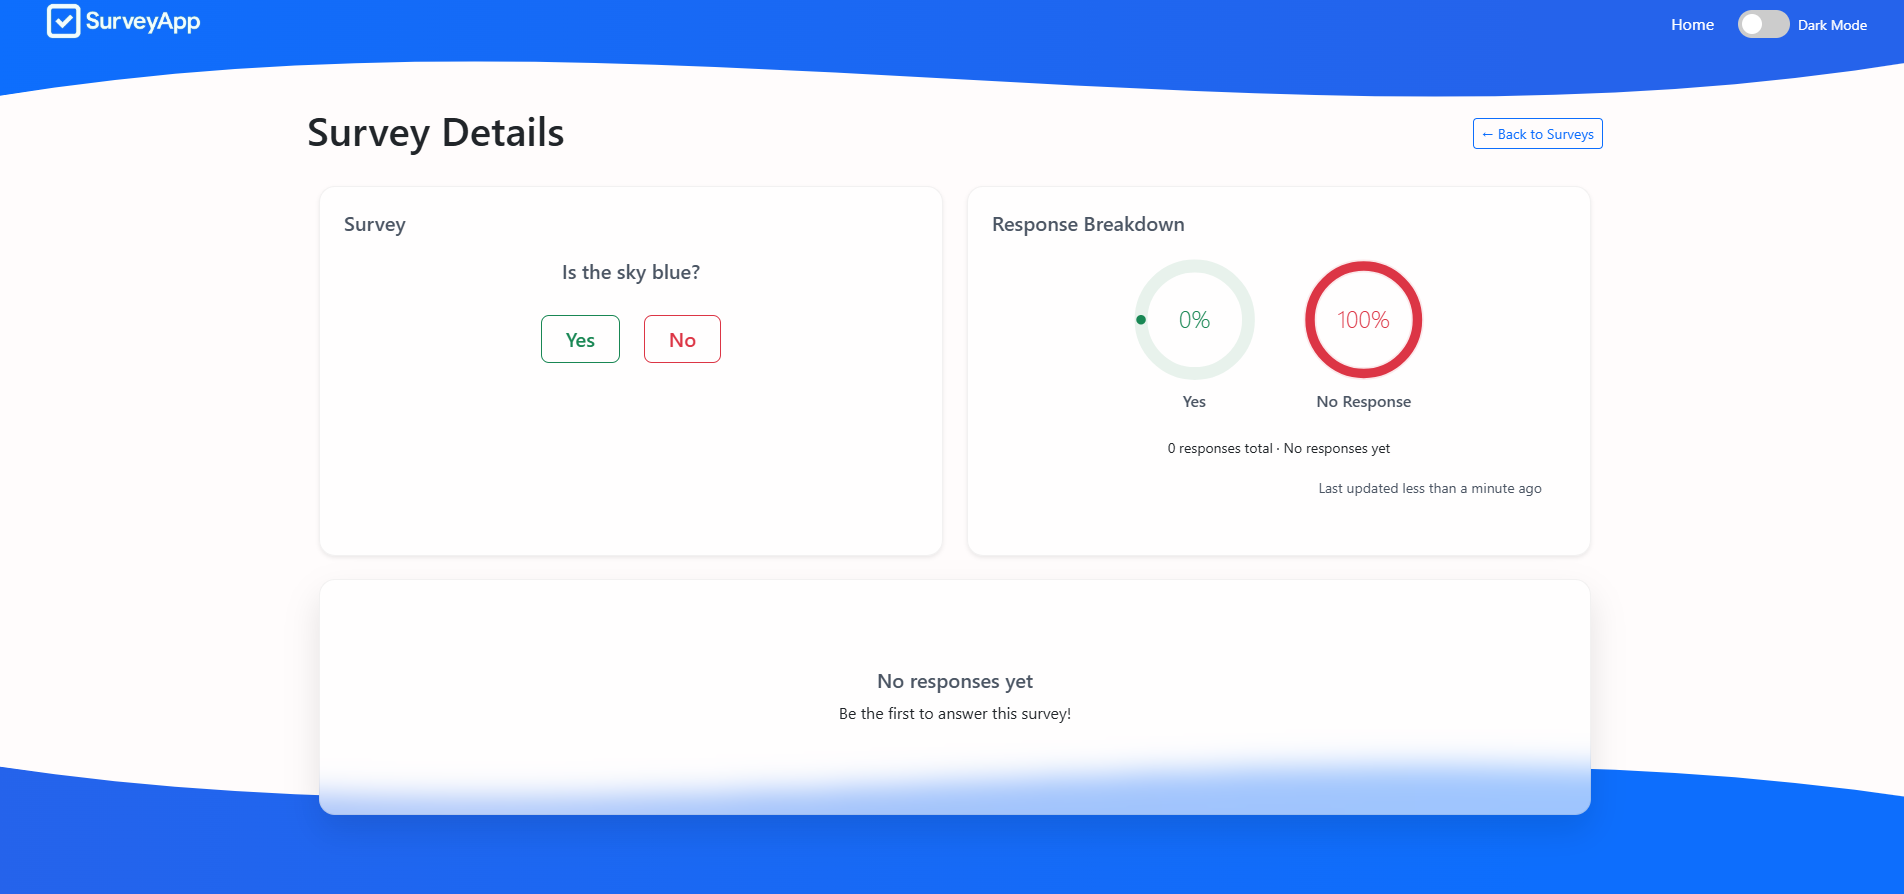 SurveyApp
Home
Dark Mode
Survey Details
← Back to Surveys
Survey
Is the sky blue?
Yes
No
Response Breakdown
0%
100%
Yes
No Response
0 responses total · No responses yet
Last updated less than a minute ago
No responses yet
Be the first to answer this survey!